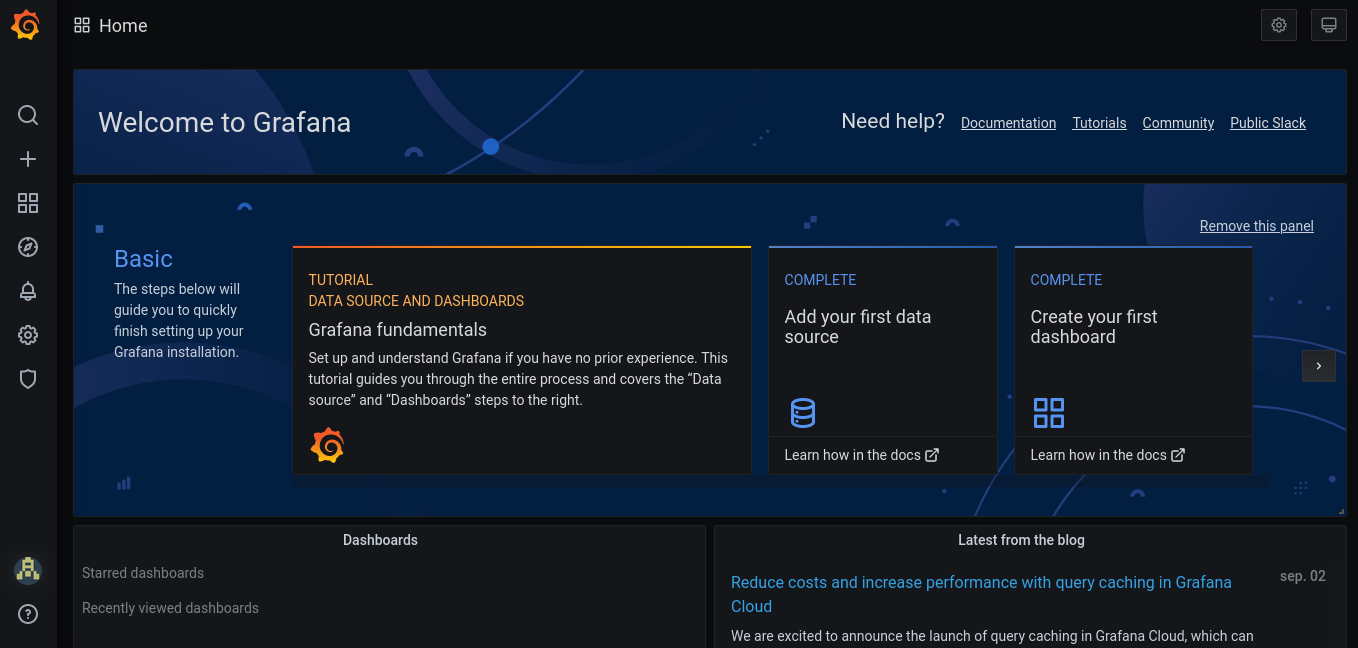 Home
Welcome to Grafana
Need help? Documentation Tutorials Community Public Slack
Remove this panel
Basic
The steps below will
guide you to quickly
finish setting up your
Grafana installation.
TUTORIAL
DATA SOURCE AND DASHBOARDS
Grafana fundamentals
Set up and understand Grafana if you have no prior experience. This
tutorial guides you through the entire process and covers the “Data
source” and “Dashboards” steps to the right.
COMPLETE
Add your first data
source
Learn how in the docs
COMPLETE
Create your first
dashboard
Learn how in the docs
Dashboards
Starred dashboards
Recently viewed dashboards
Latest from the blog
Reduce costs and increase performance with query caching in Grafana
Cloud
sep. 02
We are excited to announce the launch of query caching in Grafana Cloud, which can